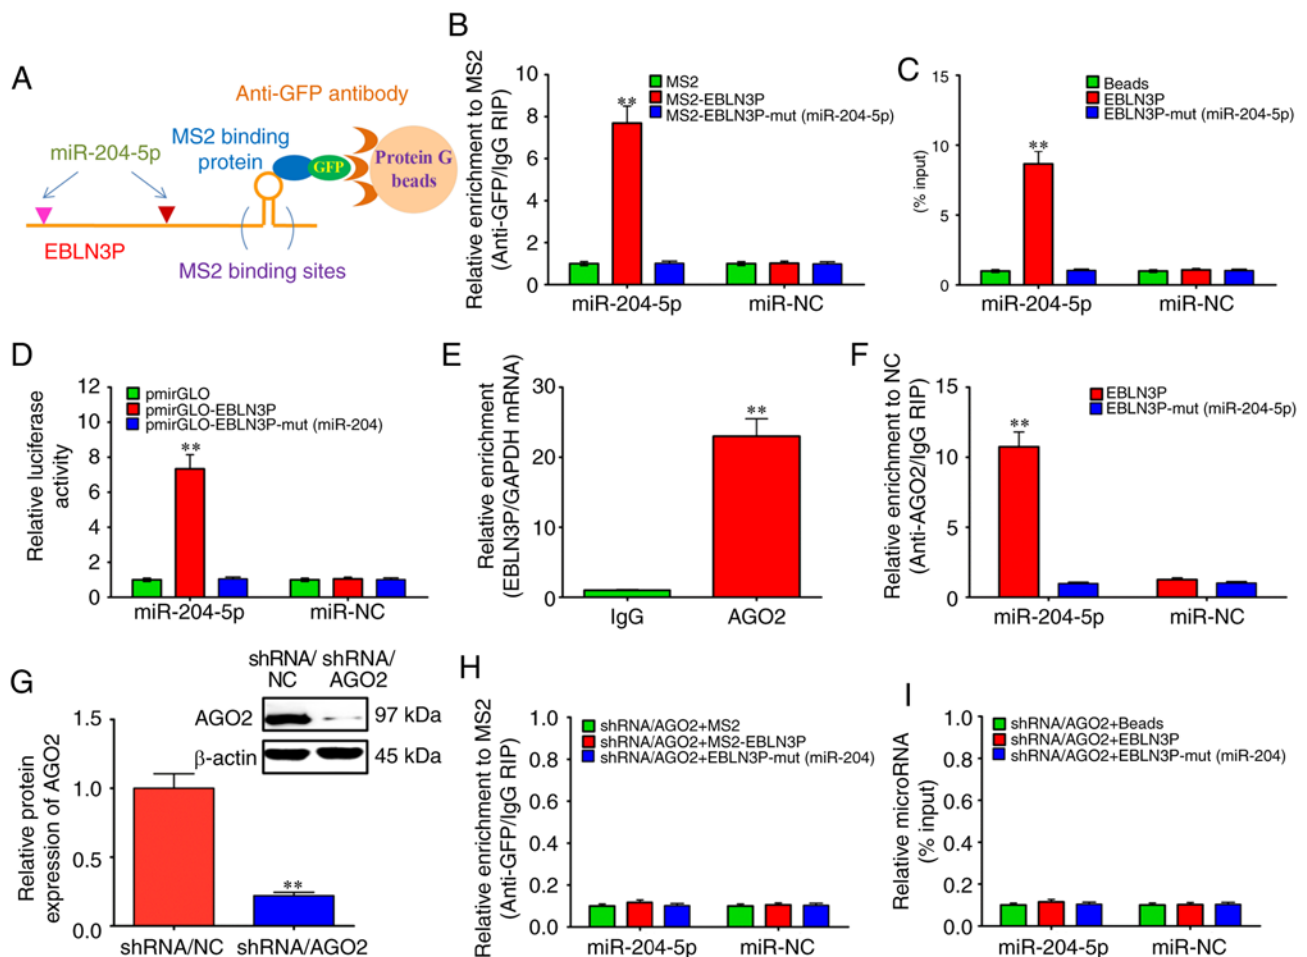 A
Anti-GFP antibody
MS2 binding
protein
miR-204-5p
GFP
Protein G
beads
EBLN3P
MS2 binding sites
B
Relative enrichment to MS2
(Anti-GFP/IgG RIP)
10
8
6
4
2
0
MS2
MS2-EBLN3P
MS2-EBLN3P-mut (miR-204-5p)
**
miR-204-5p
miR-NC
C
(% input)
15
10
5
0
Beads
EBLN3P
EBLN3P-mut (miR-204-5p)
**
miR-204-5p
miR-NC
D
Relative luciferase
activity
12
10
8
6
4
2
0
pmirGLO
pmirGLO-EBLN3P
pmirGLO-EBLN3P-mut (miR-204)
**
miR-204-5p
miR-NC
E
Relative enrichment
(EBLN3P/GAPDH mRNA)
30
20
10
0
**
IgG
AGO2
F
Relative enrichment to NC
(Anti-AGO2/IgG RIP)
15
10
5
0
EBLN3P
EBLN3P-mut (miR-204-5p)
**
miR-204-5p
miR-NC
G
Relative protein
expression of AGO2
1.5
1.0
0.5
0.0
shRNA/ shRNA/
NC AGO2
AGO2 97 kDa
β-actin 45 kDa
**
shRNA/NC
shRNA/AGO2
H
Relative enrichment to MS2
(Anti-GFP/IgG RIP)
1.0
0.8
0.6
0.4
0.2
0.0
shRNA/AGO2+MS2
shRNA/AGO2+MS2-EBLN3P
shRNA/AGO2+EBLN3P-mut (miR-204)
miR-204-5p
miR-NC
I
Relative microRNA
(% input)
1.0
0.8
0.6
0.4
0.2
0.0
shRNA/AGO2+Beads
shRNA/AGO2+EBLN3P
shRNA/AGO2+EBLN3P-mut (miR-204)
miR-204-5p
miR-NC